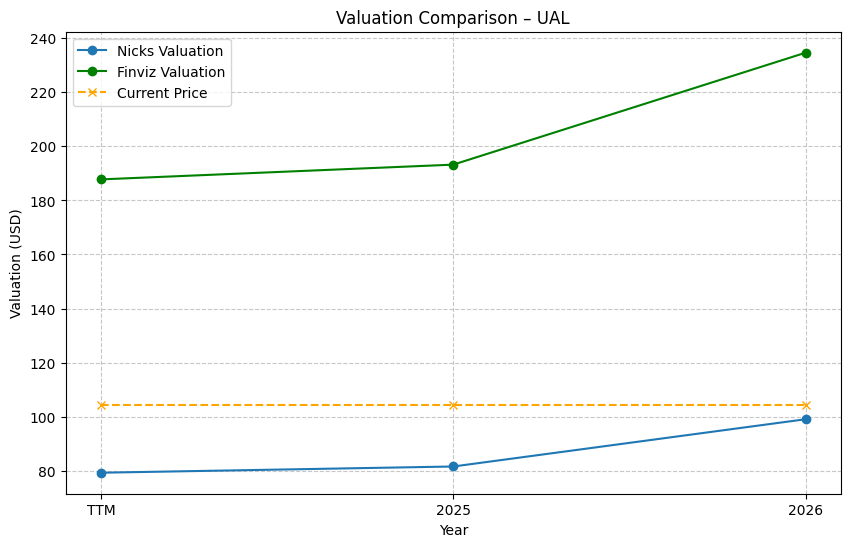 Valuation Comparison – UAL
Nicks Valuation
Finviz Valuation
Current Price
Valuation (USD)
240
220
200
180
160
140
120
100
80
TTM
2025
2026
Year